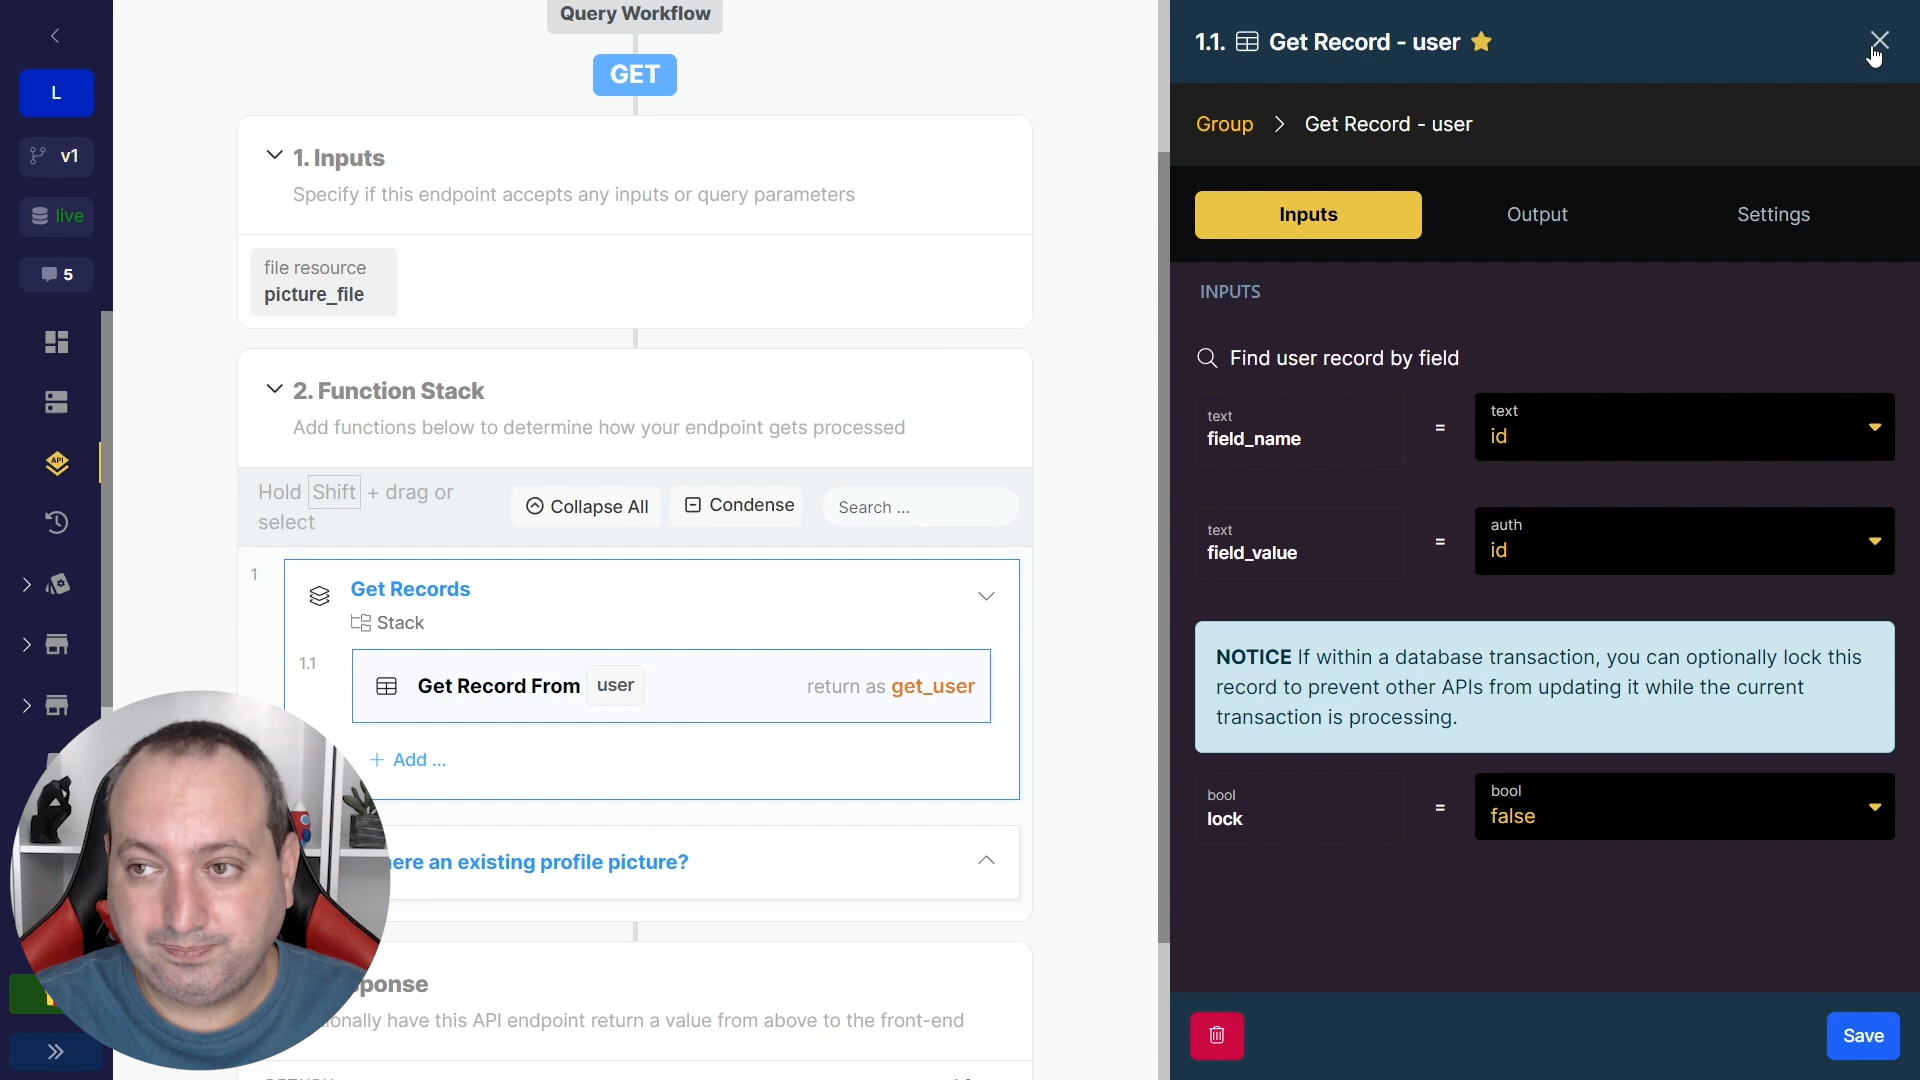 Query Workflow
GET
1. Inputs
Specify if this endpoint accepts any inputs or query parameters
file resource
picture_file
2. Function Stack
Add functions below to determine how your endpoint gets processed
Hold Shift + drag or
select
Collapse All
Condense
Search ...
1
Get Records
Stack
1.1
Get Record From user
return as get_user
+ Add ...
here an existing profile picture?
ponse
onally have this API endpoint return a value from above to the front-end
L
v1
live
5
API
1.1. Get Record - user
Group > Get Record - user
Inputs
Output
Settings
INPUTS
Find user record by field
text
field_name
=
text
id
text
field_value
=
auth
id
NOTICE If within a database transaction, you can optionally lock this
record to prevent other APIs from updating it while the current
transaction is processing.
bool
lock
=
bool
false
Save